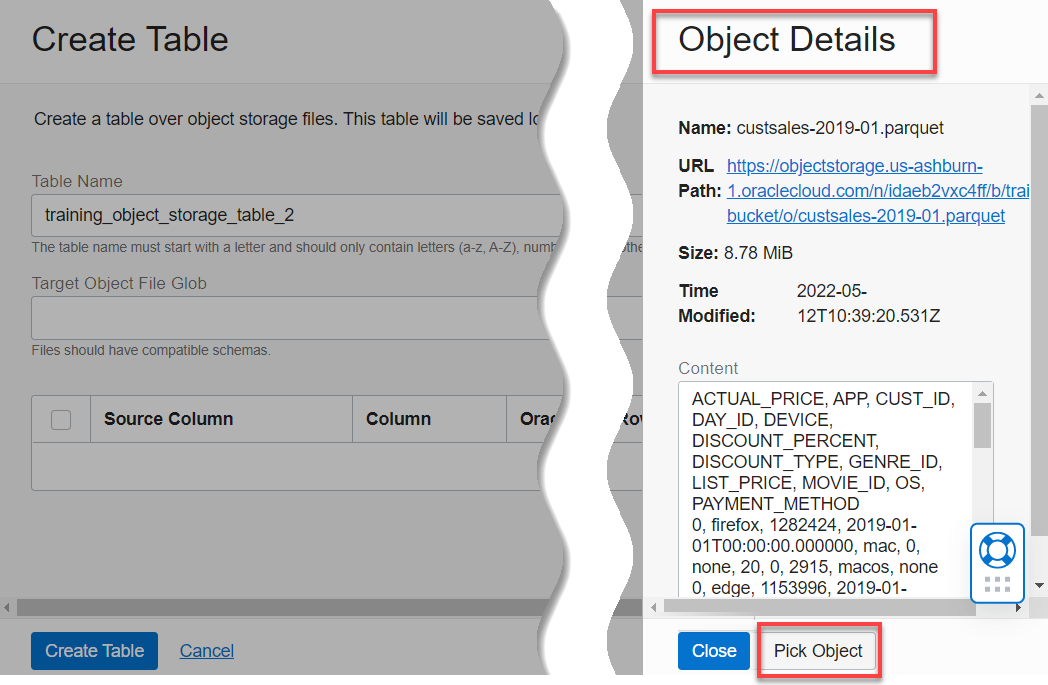 Create Table
Create a table over object storage files. This table will be saved
Table Name
training_object_storage_table_2
The table name must start with a letter and should only contain letters (a-z, A-Z),
Target Object File Glob
Files should have compatible schemas.
Source Column
Column
Create Table
Cancel
Object Details
Name: custsales-2019-01.parquet
URL https://objectstorage.us-ashburn-
Path: 1.oraclecloud.com/n/idaeb2vxc4ff/b/trai
bucket/o/custsales-2019-01.parquet
Size: 8.78 MiB
Time 2022-05-
Modified: 12T10:39:20.531Z
Content
ACTUAL_PRICE, APP, CUST_ID,
DAY_ID, DEVICE,
DISCOUNT_PERCENT,
DISCOUNT_TYPE, GENRE_ID,
LIST_PRICE, MOVIE_ID, OS,
PAYMENT_METHOD
0, firefox, 1282424, 2019-01-
01T00:00:00.000000, mac, 0,
none, 20, 0, 2915, macos, none
0, edge, 1153996, 2019-01-
Close
Pick Object